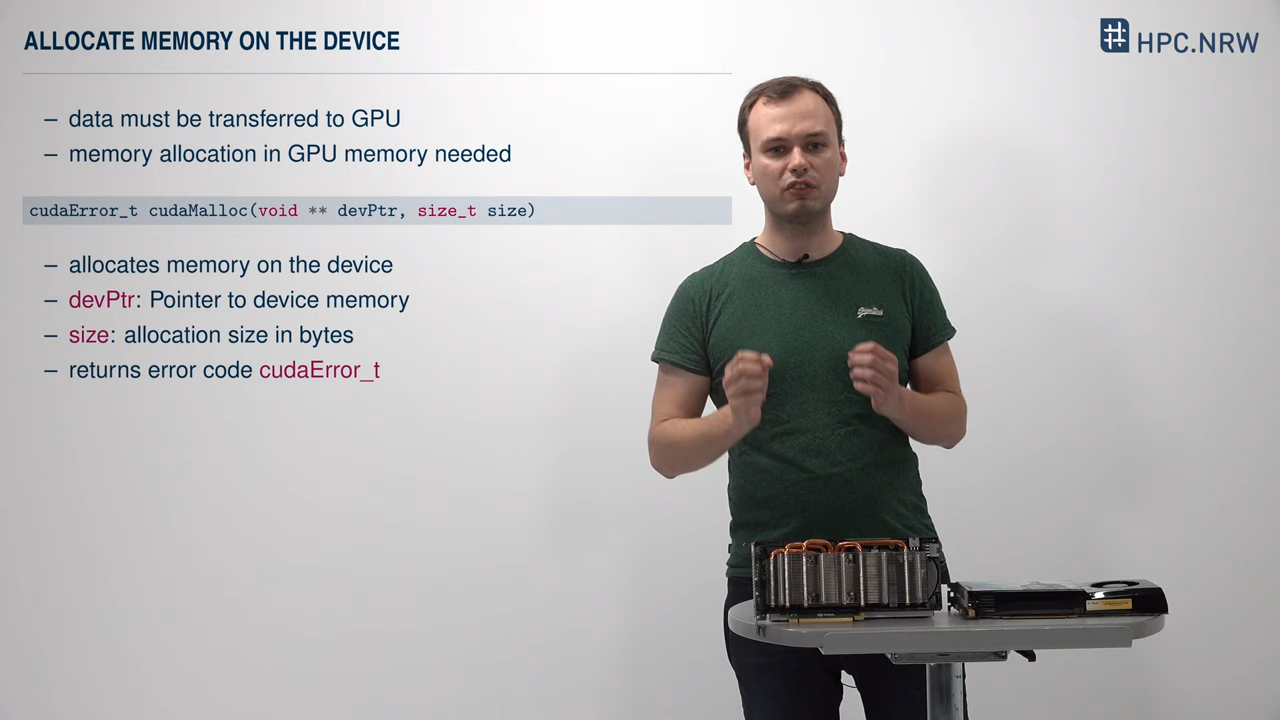 ALLOCATE MEMORY ON THE DEVICE
HPC.NRW
– data must be transferred to GPU
– memory allocation in GPU memory needed
cudaError_t cudaMalloc(void ** devPtr, size_t size)
– allocates memory on the device
– devPtr: Pointer to device memory
– size: allocation size in bytes
– returns error code cudaError_t